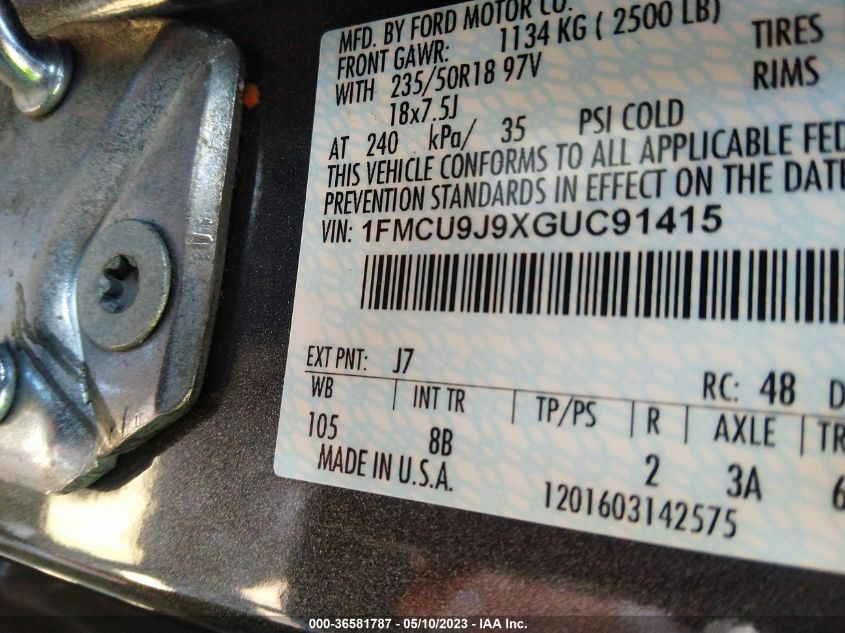 MFD. BY FORD MOTOR CO.
FRONT GAWR: 1134 KG ( 2500 LB)
WITH 235/50R18 97V TIRES
18x7.5J RIMS
AT 240 kPa/ 35 PSI COLD
THIS VEHICLE CONFORMS TO ALL APPLICABLE FED
PREVENTION STANDARDS IN EFFECT ON THE DATE
VIN: 1FMCU9J9XGUC91415
EXT PNT: J7 RC: 48 D
WB | INT TR | TP/PS | R | AXLE | TR
105 8B 2 3A 6
MADE IN U.S.A.
1201603142575
000-36581787 - 05/10/2023 - IAA Inc.